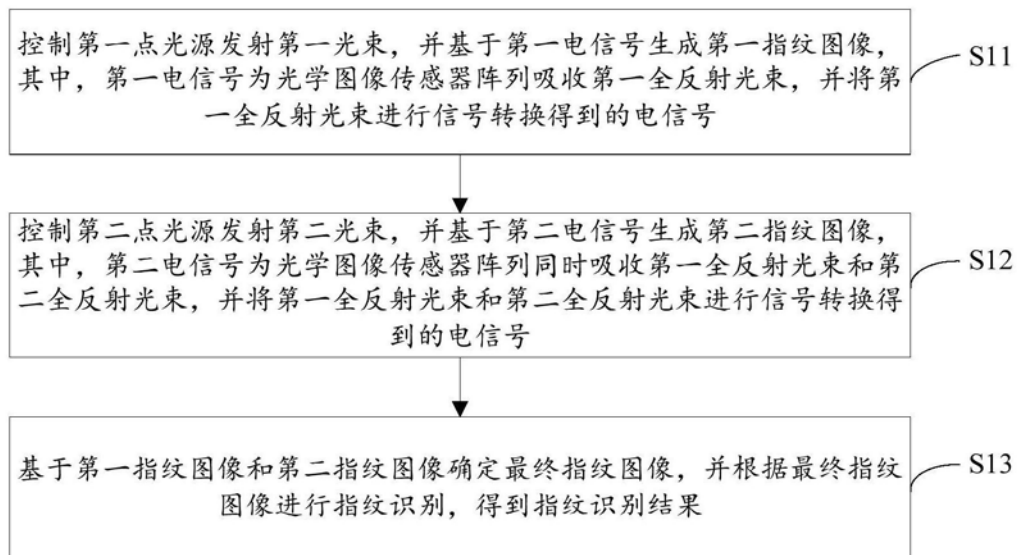 控制第一点光源发射第一光束，并基于第一电信号生成第一指纹图像，
其中，第一电信号为光学图像传感器阵列吸收第一全反射光束，并将第
一全反射光束进行信号转换得到的电信号
S11
控制第二点光源发射第二光束，并基于第二电信号生成第二指纹图像，
其中，第二电信号为光学图像传感器阵列同时吸收第一全反射光束和第
二全反射光束，并将第一全反射光束和第二全反射光束进行信号转换得
到的电信号
S12
基于第一指纹图像和第二指纹图像确定最终指纹图像，并根据最终指纹
图像进行指纹识别，得到指纹识别结果
S13